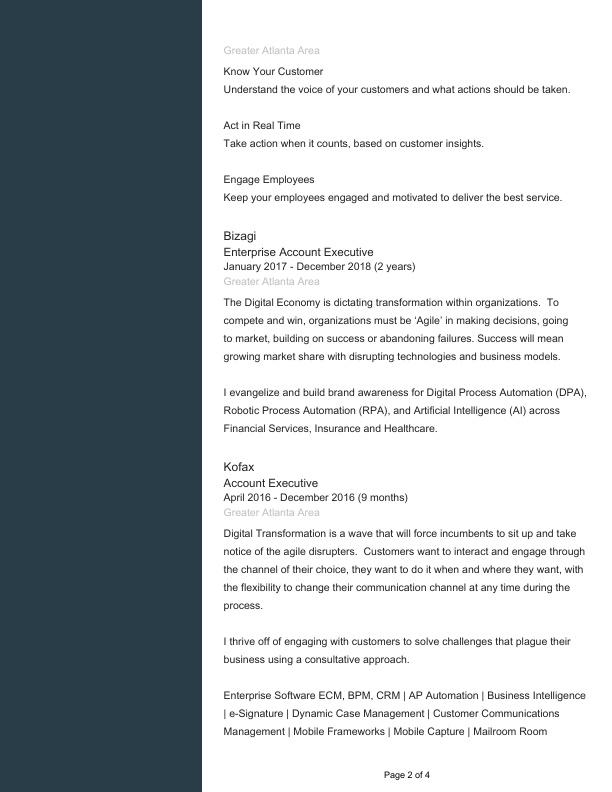 Greater Atlanta Area
Know Your Customer
Understand the voice of your customers and what actions should be taken.
Act in Real Time
Take action when it counts, based on customer insights.
Engage Employees
Keep your employees engaged and motivated to deliver the best service.
Bizagi
Enterprise Account Executive
January 2017 - December 2018 (2 years)
Greater Atlanta Area
The Digital Economy is dictating transformation within organizations.  To
compete and win, organizations must be ‘Agile’ in making decisions, going
to market, building on success or abandoning failures. Success will mean
growing market share with disrupting technologies and business models.
I evangelize and build brand awareness for Digital Process Automation (DPA),
Robotic Process Automation (RPA), and Artificial Intelligence (AI) across
Financial Services, Insurance and Healthcare.
Kofax
Account Executive
April 2016 - December 2016 (9 months)
Greater Atlanta Area
Digital Transformation is a wave that will force incumbents to sit up and take
notice of the agile disrupters.  Customers want to interact and engage through
the channel of their choice, they want to do it when and where they want, with
the flexibility to change their communication channel at any time during the
process.
I thrive off of engaging with customers to solve challenges that plague their
business using a consultative approach.
Enterprise Software ECM, BPM, CRM | AP Automation | Business Intelligence
| e-Signature | Dynamic Case Management | Customer Communications
Management | Mobile Frameworks | Mobile Capture | Mailroom Room
Page 2 of 4